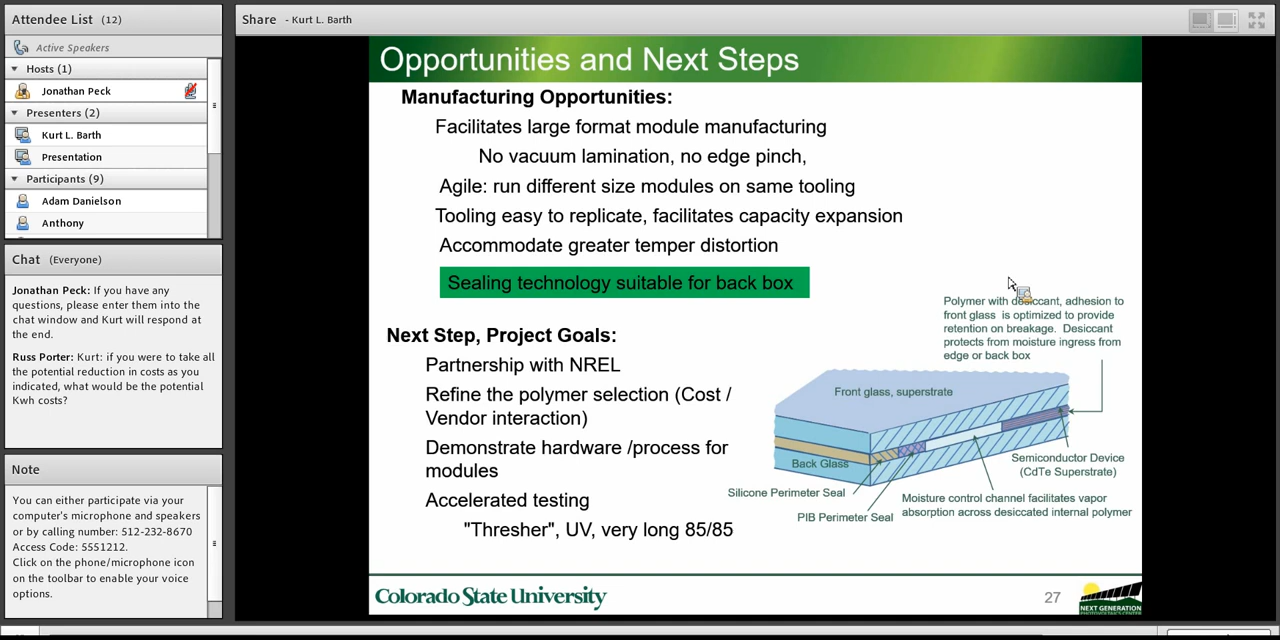 Attendee List (12)
Active Speakers
Hosts (1)
Jonathan Peck
Presenters (2)
Kurt L. Barth
Presentation
Participants (9)
Adam Danielson
Anthony
Chat (Everyone)
Jonathan Peck: If you have any
questions, please enter them into the
chat window and Kurt will respond at
the end.
Russ Porter: Kurt: if you were to take all
the potential reduction in costs as you
indicated, what would be the potential
Kwh costs?
Note
You can either participate via your
computer's microphone and speakers
or by calling number: 512-232-8670
Access Code: 5551212.
Click on the phone/microphone icon
on the toolbar to enable your voice
options.
Share - Kurt L. Barth
Opportunities and Next Steps
Manufacturing Opportunities:
Facilitates large format module manufacturing
No vacuum lamination, no edge pinch,
Agile: run different size modules on same tooling
Tooling easy to replicate, facilitates capacity expansion
Accommodate greater temper distortion
Sealing technology suitable for back box
Next Step, Project Goals:
Partnership with NREL
Refine the polymer selection (Cost /
Vendor interaction)
Demonstrate hardware /process for
modules
Accelerated testing
"Thresher", UV, very long 85/85
Polymer with desiccant, adhesion to
front glass is optimized to provide
retention on breakage. Desiccant
protects from moisture ingress from
edge or back box
Front glass, superstrate
Back Glass
Semiconductor Device
(CdTe Superstrate)
Silicone Perimeter Seal
Moisture control channel facilitates vapor
absorption across desiccated internal polymer
PIB Perimeter Seal
Colorado State University
27
NEXT GENERATION
PHOTOVOLTAICS CENTER